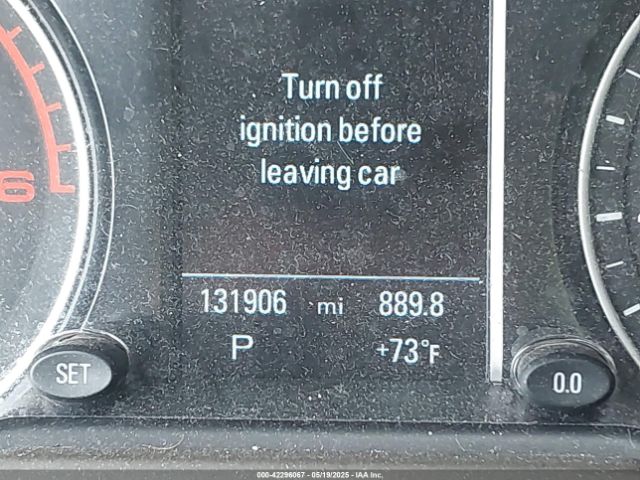 Turn off
ignition before
leaving car
6
131906 mi 889.8
P +73°F
SET
0.0
000-42296067 - 05/19/2025 - IAA Inc.